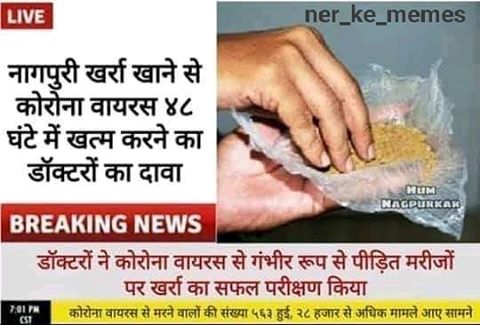 LIVE
ner_ke_memes
नागपुरी खर्रा खाने से
कोरोना वायरस ४८
घंटे में खत्म करने का
डॉक्टरों का दावा
HUM
NAGPURKAR
BREAKING NEWS
डॉक्टरों ने कोरोना वायरस से गंभीर रूप से पीड़ित मरीजों
पर खर्रा का सफल परीक्षण किया
7:01 PM
CST
कोरोना वायरस से मरने वालों की संख्या ५६३ हुई, २८ हजार से अधिक मामले आए सामने